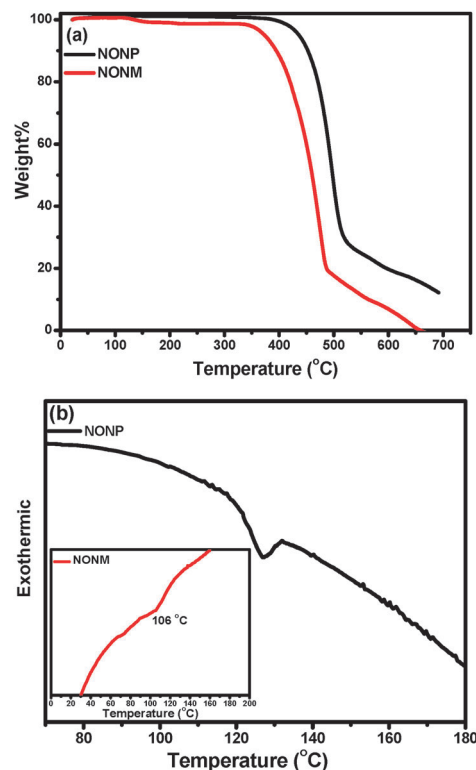 (a)
NONP
NONM
100
80
60
40
20
0
Weight%
0 100 200 300 400 500 600 700
Temperature (°C)
(b)
NONP
Exothermic
NONM
106 °C
0 20 40 60 80 100 120 140 160 180 200
Temperature (°C)
80 100 120 140 160 180
Temperature (°C)